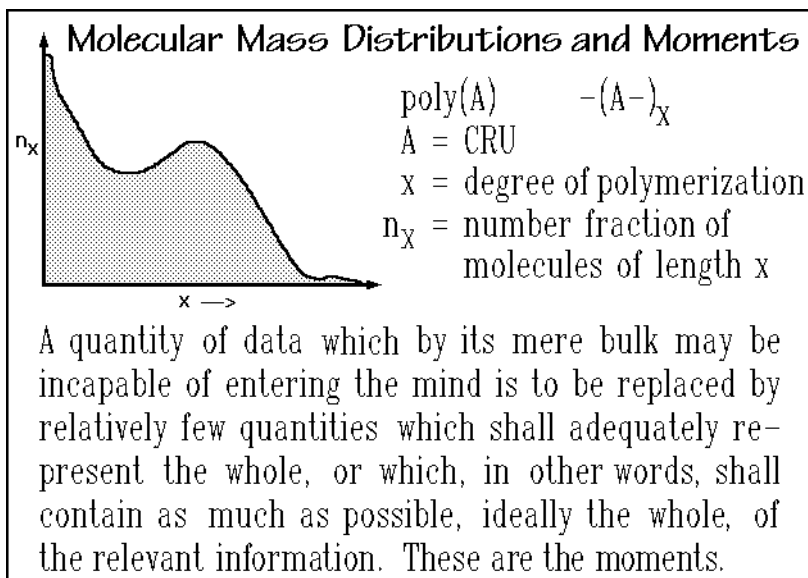 Molecular Mass Distributions and Moments
nx
x —>
poly(A) -(A-)x
A = CRU
x = degree of polymerization
nx = number fraction of
molecules of length x
A quantity of data which by its mere bulk may be
incapable of entering the mind is to be replaced by
relatively few quantities which shall adequately re-
present the whole, or which, in other words, shall
contain as much as possible, ideally the whole, of
the relevant information. These are the moments.